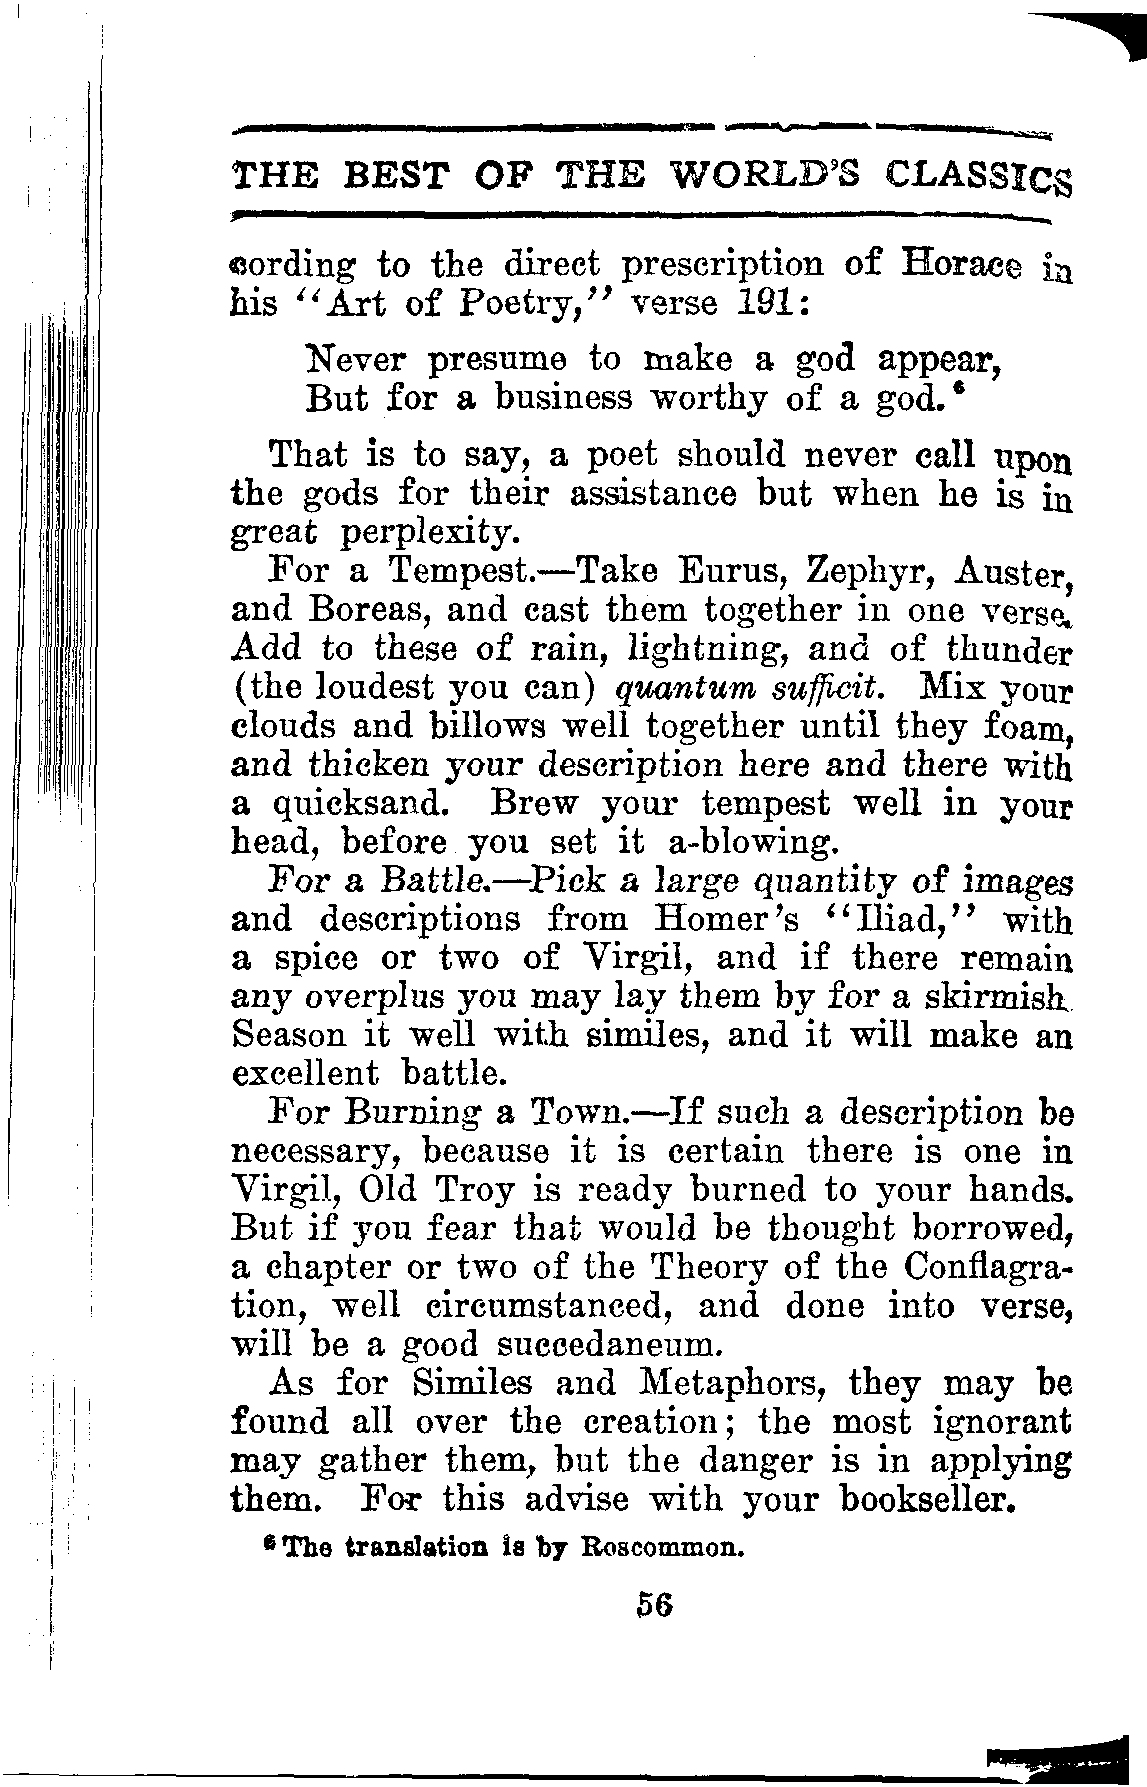 THE BEST OF THE WORLD'S CLASSICS
cording to the direct prescription of Horace in
his "Art of Poetry," verse 191:
Never presume to make a god appear,
But for a business worthy of a god.⁶
That is to say, a poet should never call upon
the gods for their assistance but when he is in
great perplexity.
For a Tempest.—Take Eurus, Zephyr, Auster,
and Boreas, and cast them together in one verse.
Add to these of rain, lightning, and of thunder
(the loudest you can) quantum sufficit. Mix your
clouds and billows well together until they foam,
and thicken your description here and there with
a quicksand. Brew your tempest well in your
head, before you set it a-blowing.
For a Battle.—Pick a large quantity of images
and descriptions from Homer's "Iliad," with
a spice or two of Virgil, and if there remain
any overplus you may lay them by for a skirmish.
Season it well with similes, and it will make an
excellent battle.
For Burning a Town.—If such a description be
necessary, because it is certain there is one in
Virgil, Old Troy is ready burned to your hands.
But if you fear that would be thought borrowed,
a chapter or two of the Theory of the Conflagra-
tion, well circumstanced, and done into verse,
will be a good succedaneum.
As for Similes and Metaphors, they may be
found all over the creation; the most ignorant
may gather them, but the danger is in applying
them. For this advise with your bookseller.
⁶ The translation is by Roscommon.
56